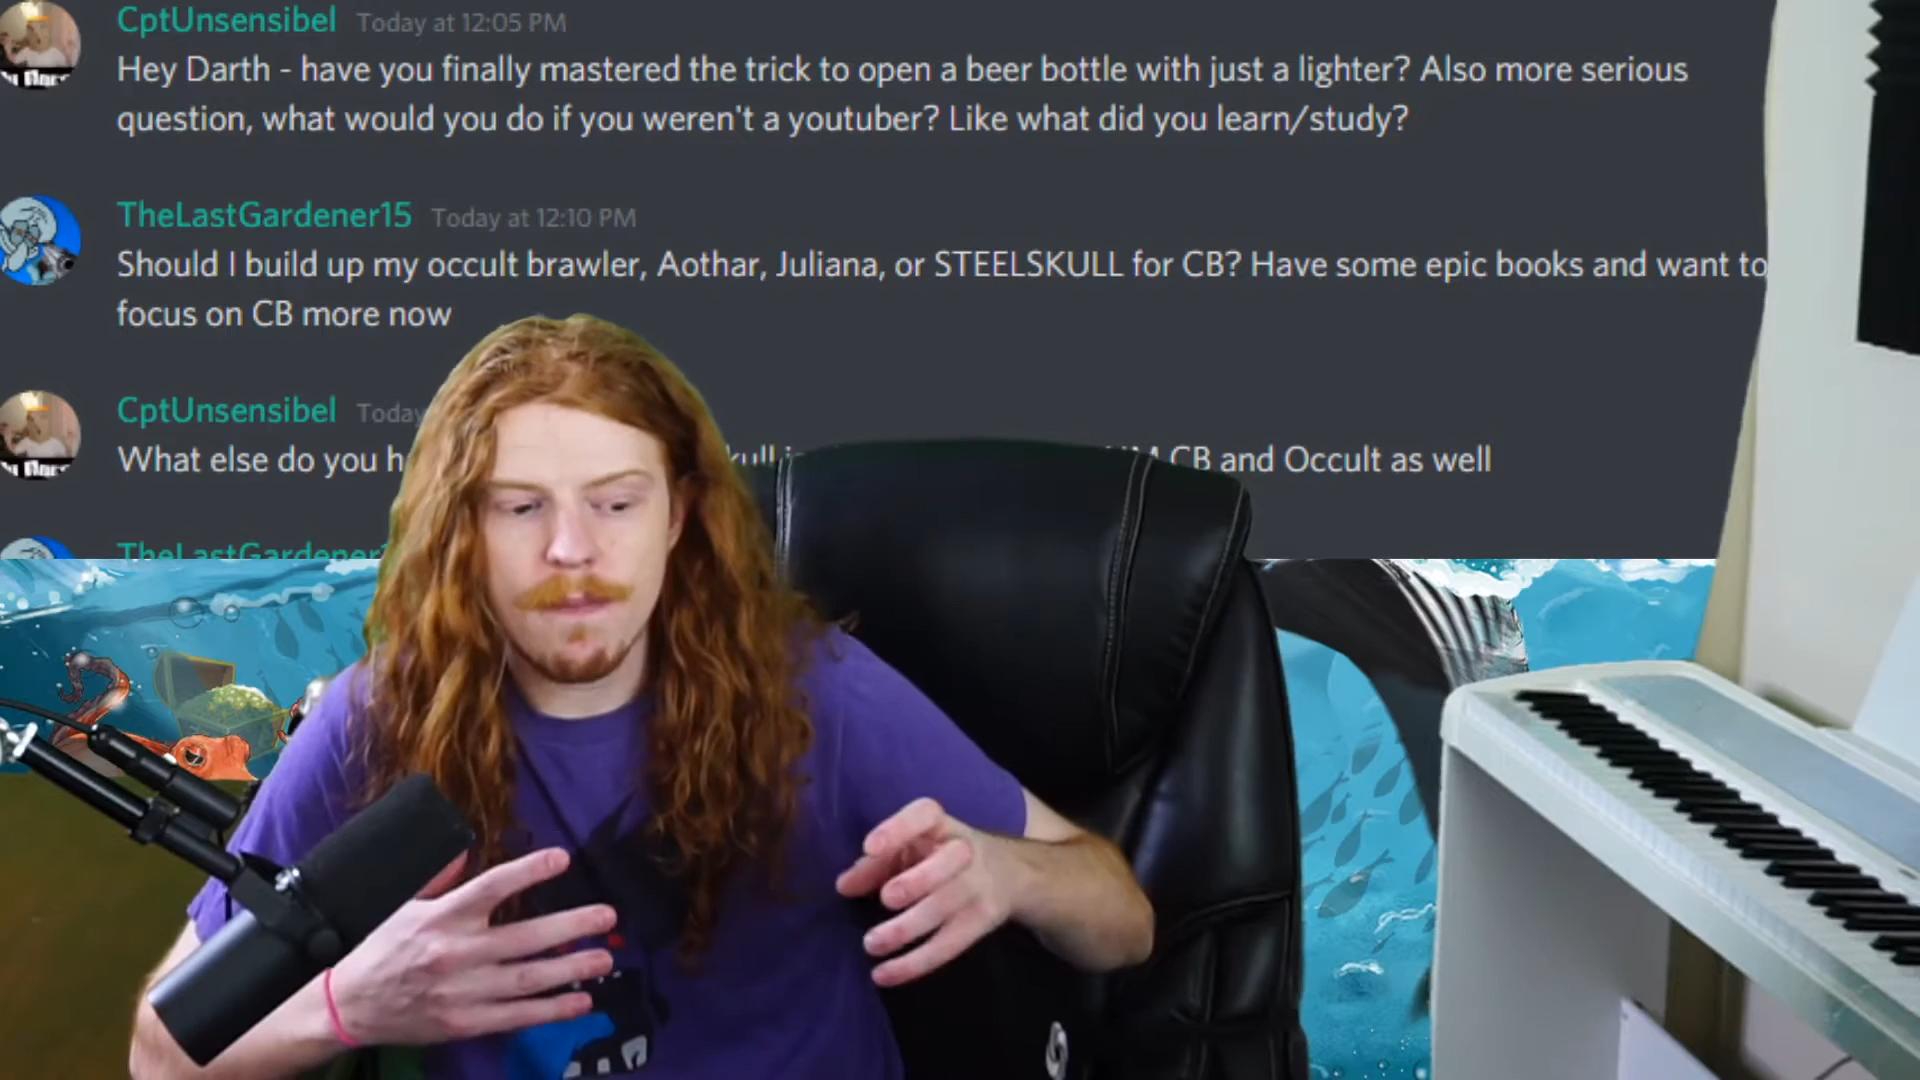 CptUnsensibel Today at 12:05 PM
Hey Darth - have you finally mastered the trick to open a beer bottle with just a lighter? Also more serious
question, what would you do if you weren't a youtuber? Like what did you learn/study?
TheLastGardener15 Today at 12:10 PM
Should I build up my occult brawler, Aothar, Juliana, or STEELSKULL for CB? Have some epic books and want to
focus on CB more now
CptUnsensibel Today
What else do you CB and Occult as well